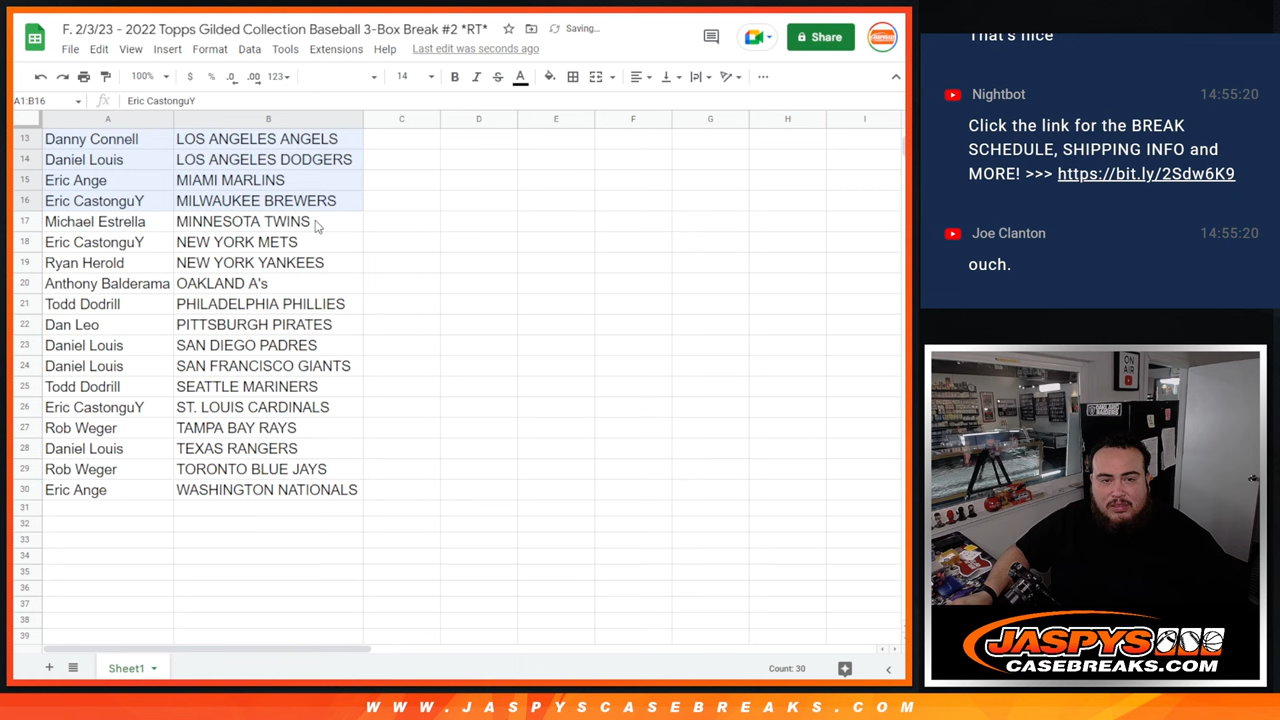 F. 2/3/23 - 2022 Topps Gilded Collection Baseball 3-Box Break #2 *RT*
Saving...
File Edit View Insert Format Data Tools Extensions Help Last edit was seconds ago
Share
100% $ % .0 .00 123 14 B I S A
A1:B16 fx Eric CastonguY
A B C D E F G H I
13 Danny Connell LOS ANGELES ANGELS
14 Daniel Louis LOS ANGELES DODGERS
15 Eric Ange MIAMI MARLINS
16 Eric CastonguY MILWAUKEE BREWERS
17 Michael Estrella MINNESOTA TWINS
18 Eric CastonguY NEW YORK METS
19 Ryan Herold NEW YORK YANKEES
20 Anthony Balderama OAKLAND A's
21 Todd Dodrill PHILADELPHIA PHILLIES
22 Dan Leo PITTSBURGH PIRATES
23 Daniel Louis SAN DIEGO PADRES
24 Daniel Louis SAN FRANCISCO GIANTS
25 Todd Dodrill SEATTLE MARINERS
26 Eric CastonguY ST. LOUIS CARDINALS
27 Rob Weger TAMPA BAY RAYS
28 Daniel Louis TEXAS RANGERS
29 Rob Weger TORONTO BLUE JAYS
30 Eric Ange WASHINGTON NATIONALS
31
32
33
34
35
36
37
38
39
Sheet1
Count: 30
That's nice
Nightbot 14:55:20
Click the link for the BREAK
SCHEDULE, SHIPPING INFO and
MORE! >>> https://bit.ly/2Sdw6K9
Joe Clanton 14:55:20
ouch.
ON
AIR
JASPYS
CASEBREAKS.COM
WWW.JASPYSCASEBREAKS.COM